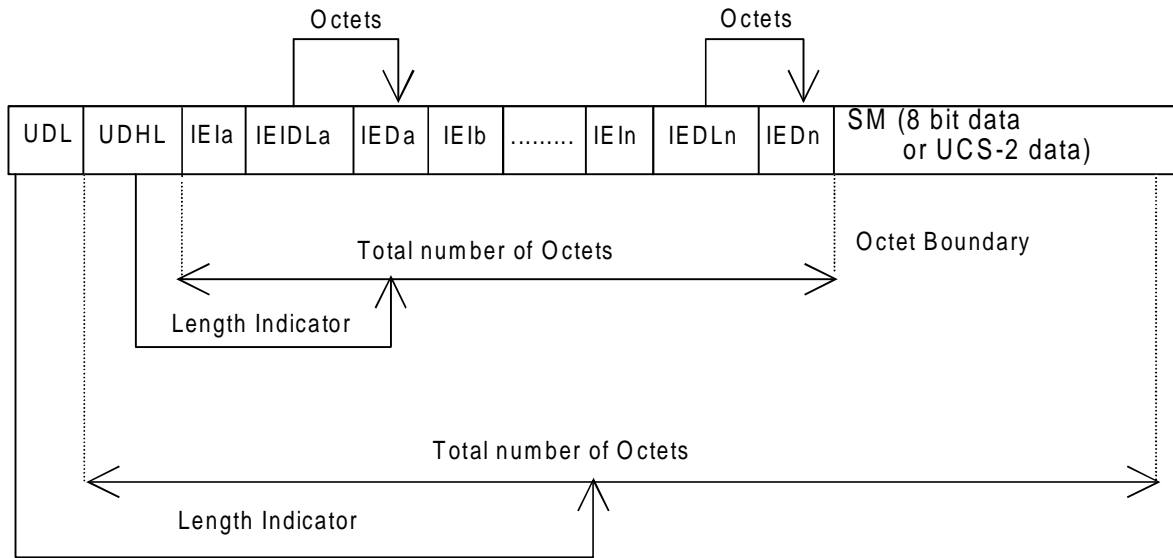 Octets
Octets
UDL
UDHL
IEIa
IEIDLa
IEDa
IEIb
.........
IEIn
IEDLn
IEDn
SM (8 bit data
or UCS-2 data)
Total number of Octets
Octet Boundary
Length Indicator
Total number of Octets
Length Indicator